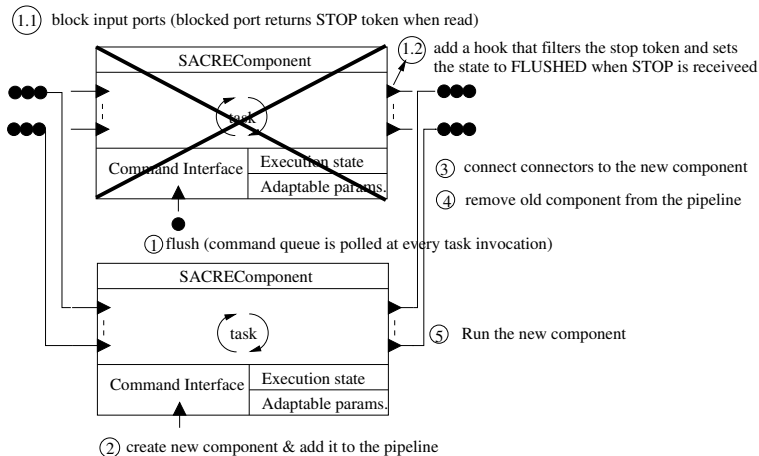 1.1 block input ports (blocked port returns STOP token when read)
1.2 add a hook that filters the stop token and sets
the state to FLUSHED when STOP is receiveed
SACREComponent
task
Command Interface
Execution state
Adaptable params.
3 connect connectors to the new component
4 remove old component from the pipeline
1 flush (command queue is polled at every task invocation)
SACREComponent
task
5 Run the new component
Command Interface
Execution state
Adaptable params.
2 create new component & add it to the pipeline